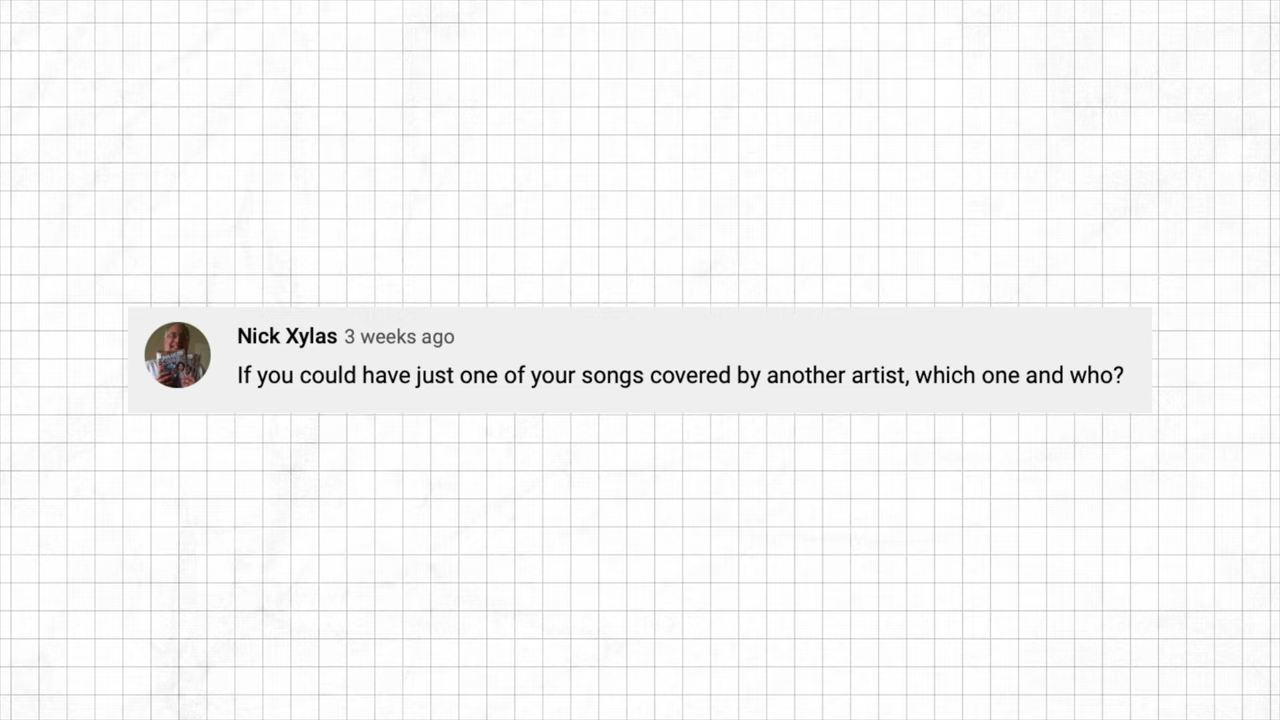 Nick Xylas 3 weeks ago
If you could have just one of your songs covered by another artist, which one and who?